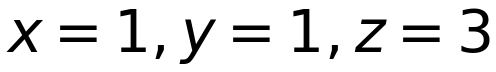 x = 1, y = 1, z = 3